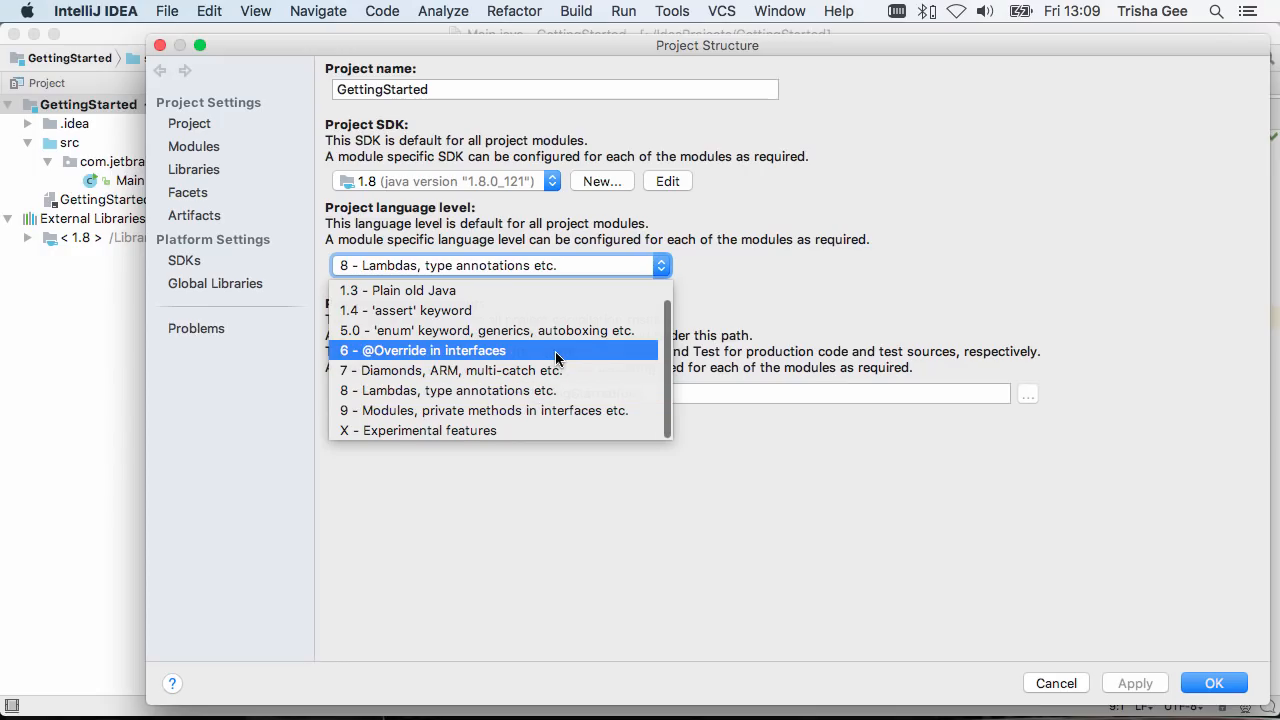 IntelliJ IDEA File Edit View Navigate Code Analyze Refactor Build Run Tools VCS Window Help Fri 13:09 Trisha Gee
Project Structure
GettingStarted
Project
GettingStarted
.idea
src
com.jetbra
Main
GettingStarte
External Libraries
< 1.8 > /Librar
Project Settings
Project
Modules
Libraries
Facets
Artifacts
Platform Settings
SDKs
Global Libraries
Problems
Project name:
GettingStarted
Project SDK:
This SDK is default for all project modules.
A module specific SDK can be configured for each of the modules as required.
1.8 (java version "1.8.0_121") New... Edit
Project language level:
This language level is default for all project modules.
A module specific language level can be configured for each of the modules as required.
8 - Lambdas, type annotations etc.
1.3 - Plain old Java
1.4 - 'assert' keyword
5.0 - 'enum' keyword, generics, autoboxing etc.
6 - @Override in interfaces
7 - Diamonds, ARM, multi-catch etc.
8 - Lambdas, type annotations etc.
9 - Modules, private methods in interfaces etc.
X - Experimental features
der this path.
nd Test for production code and test sources, respectively.
ed for each of the modules as required.
...
? Cancel Apply OK
9:1 LF÷ UTF-8÷